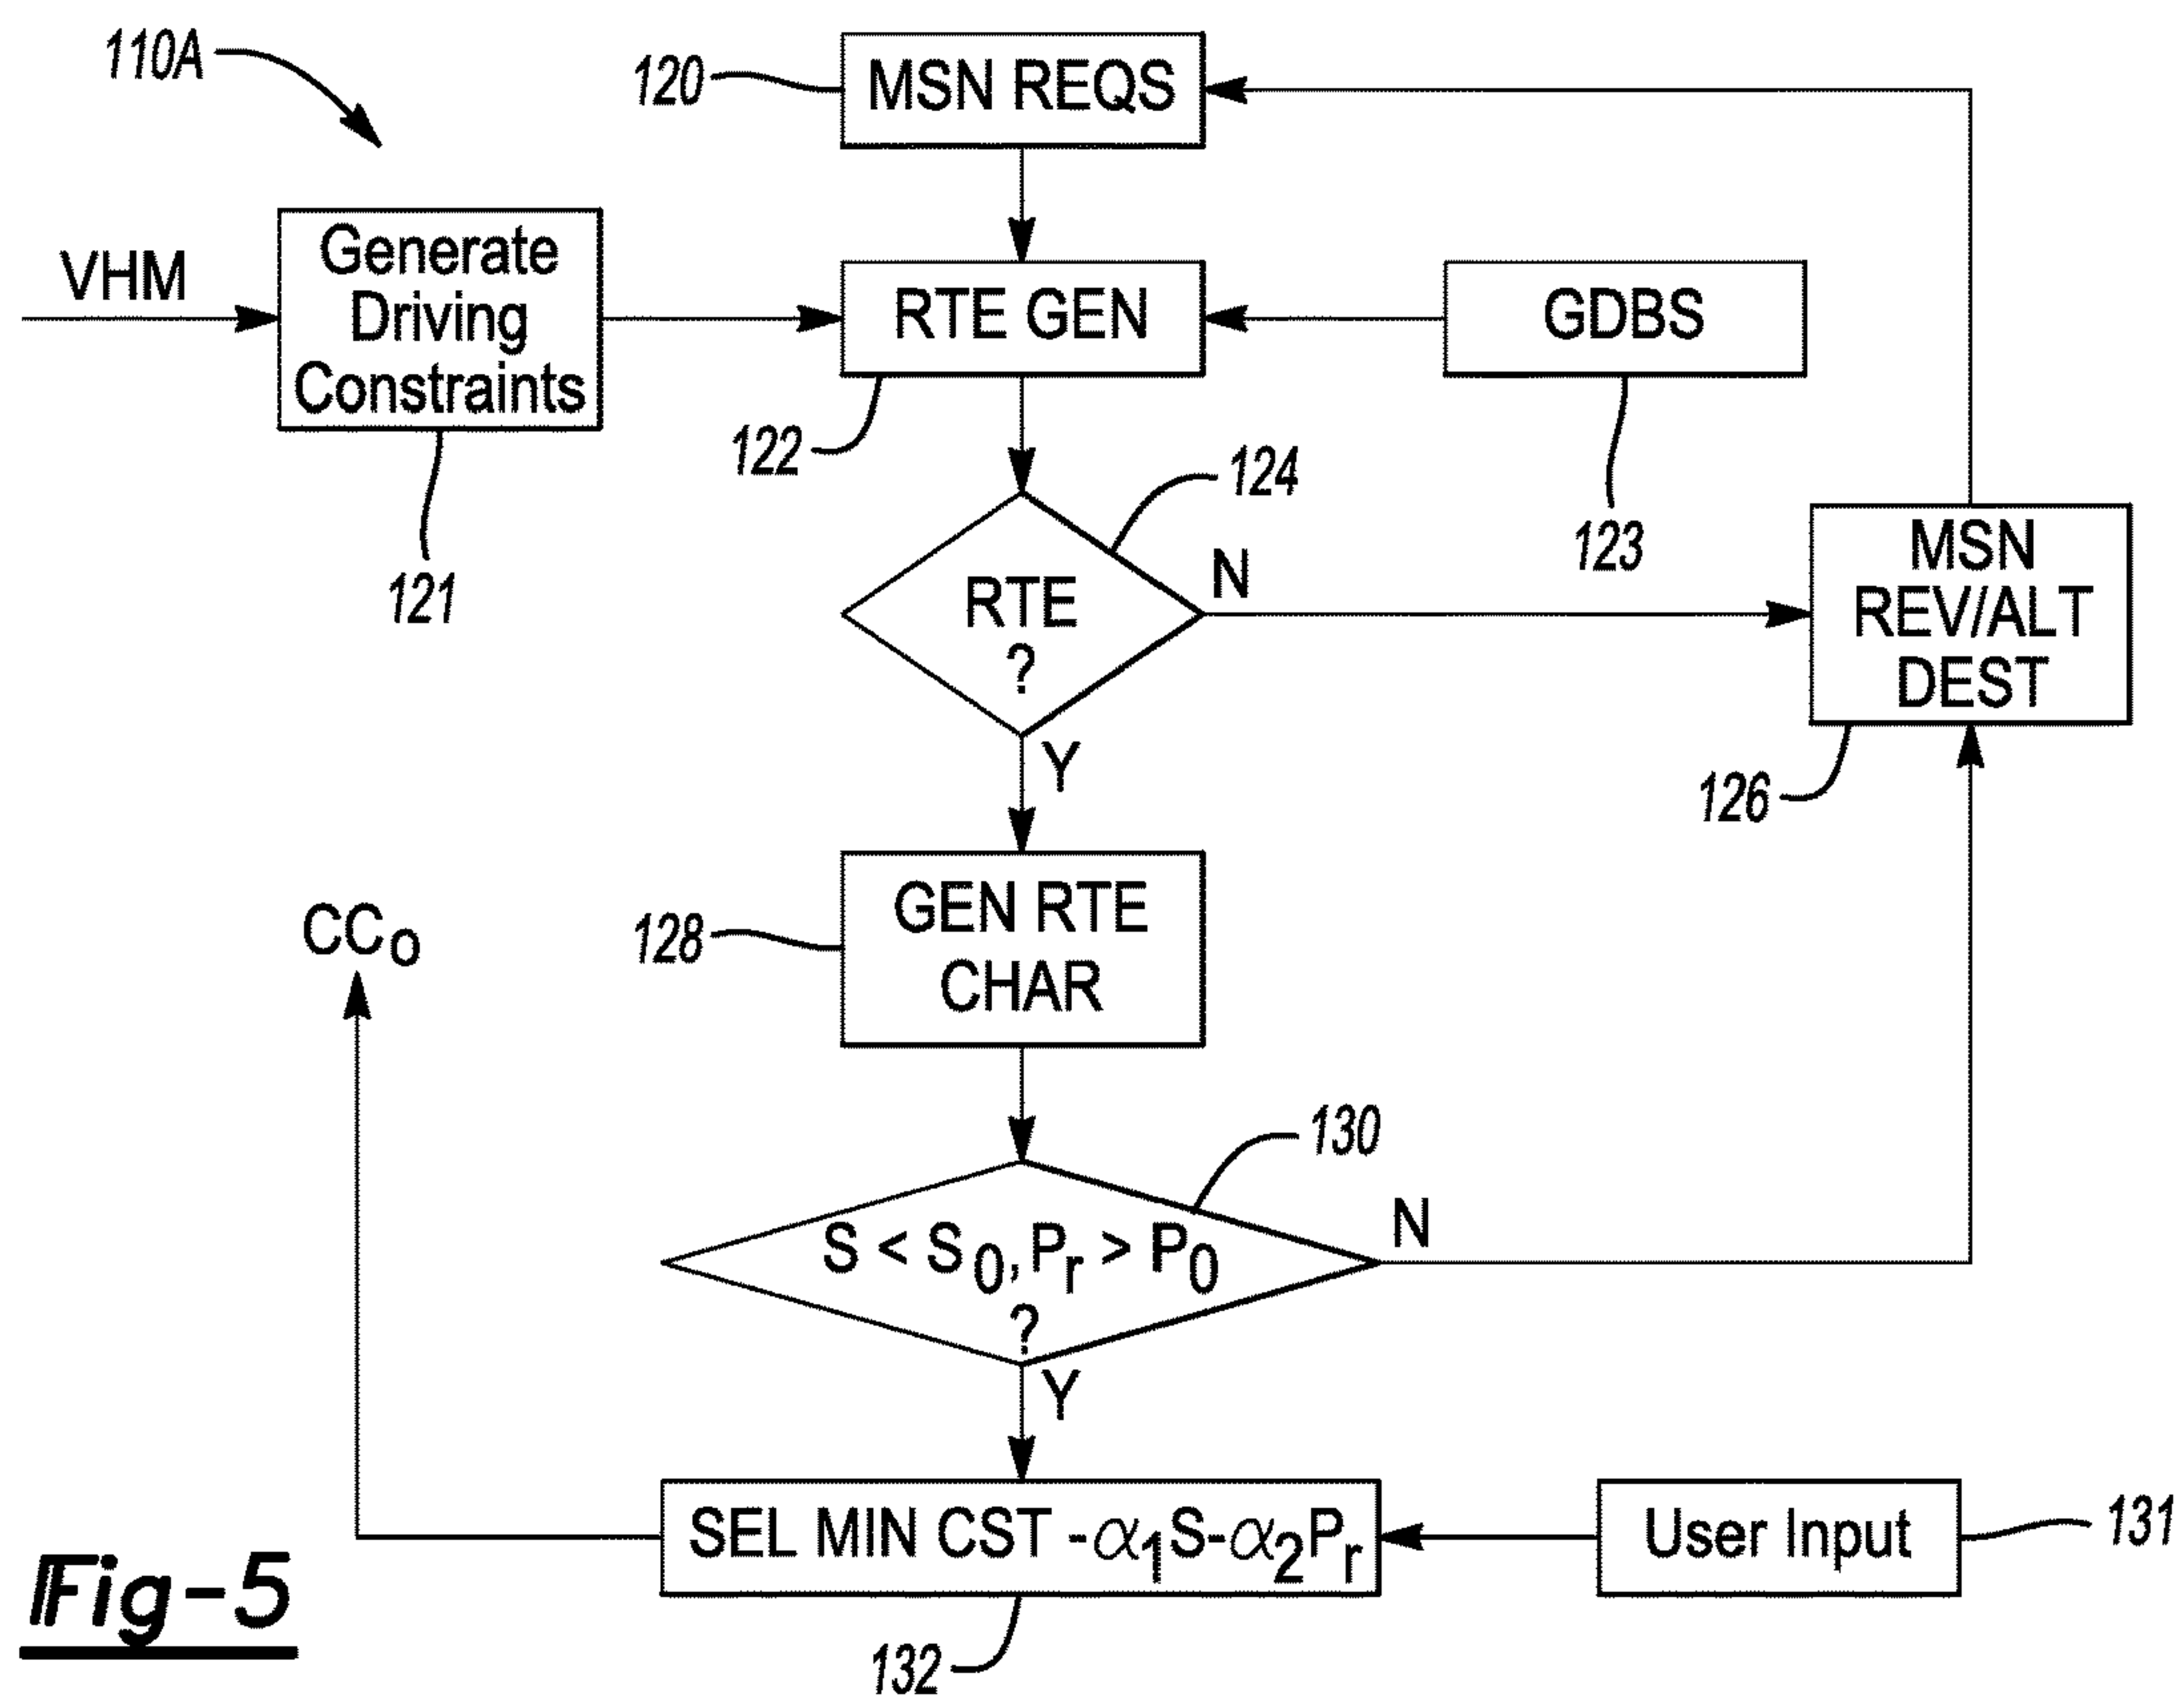 110A
120
MSN REQS
VHM
Generate
Driving
Constraints
RTE GEN
GDBS
121
122
123
124
RTE
?
N
Y
MSN
REV/ALT
DEST
126
GEN RTE
CHAR
128
CCo
130
S < S0, Pr > P0
?
N
Y
SEL MIN CST -α1S-α2Pr
User Input
131
132
Fig-5